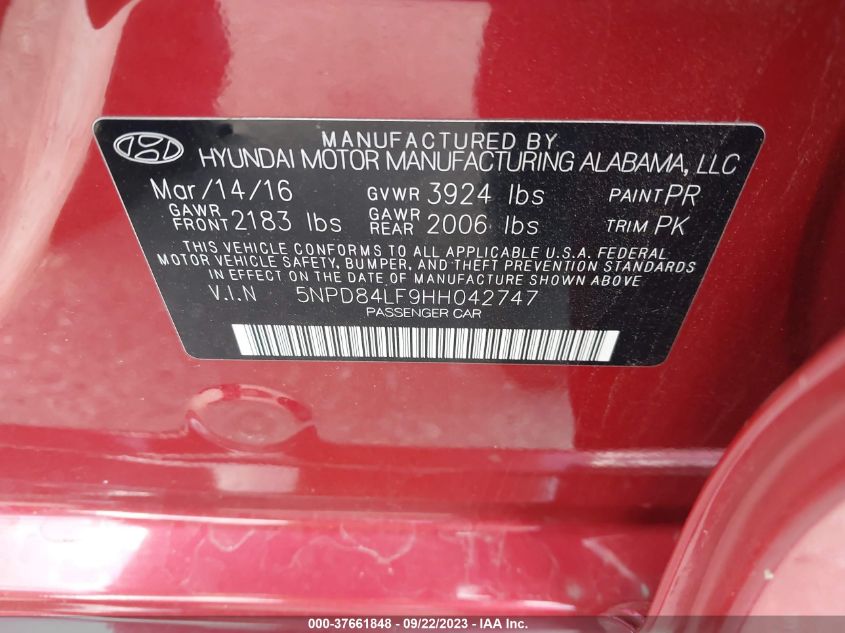 MANUFACTURED BY
HYUNDAI MOTOR MANUFACTURING ALABAMA, LLC
Mar/14/16 GVWR 3924 lbs PAINT PR
GAWR FRONT 2183 lbs GAWR REAR 2006 lbs TRIM PK
THIS VEHICLE CONFORMS TO ALL APPLICABLE U.S.A. FEDERAL
MOTOR VEHICLE SAFETY, BUMPER, AND THEFT PREVENTION STANDARDS
IN EFFECT ON THE DATE OF MANUFACTURE SHOWN ABOVE
V.I.N 5NPD84LF9HH042747
PASSENGER CAR
000-37661848 - 09/22/2023 - IAA Inc.